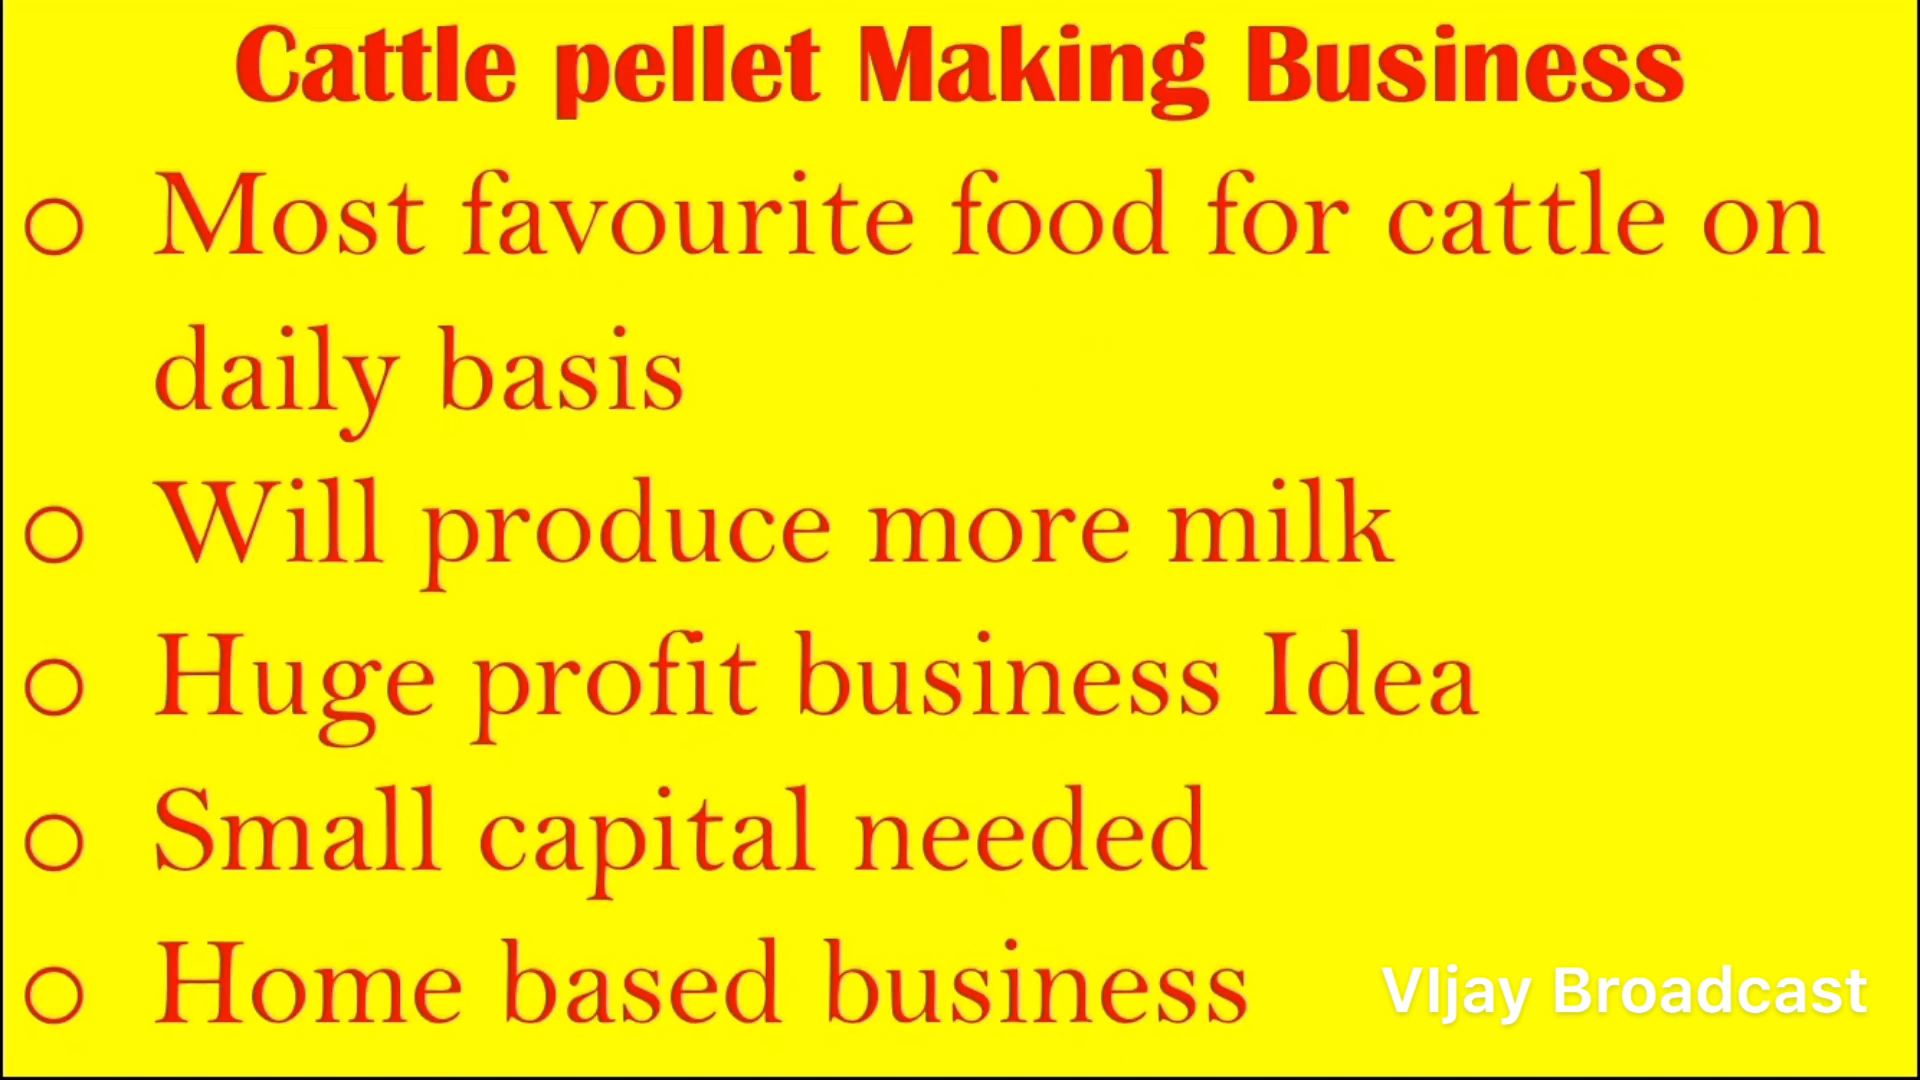 Cattle pellet Making Business
o Most favourite food for cattle on
daily basis
o Will produce more milk
o Huge profit business Idea
o Small capital needed
o Home based business
VIjay Broadcast